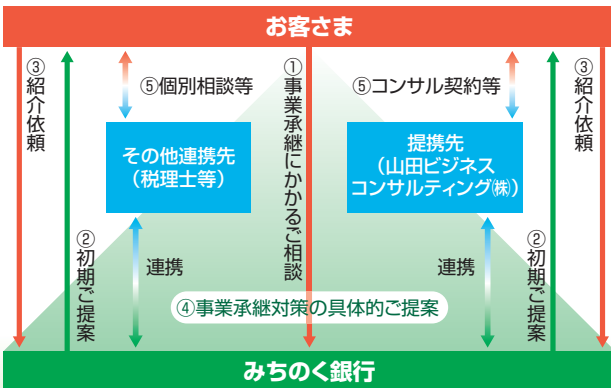 お客さま
③紹介依頼
②初期ご提案
⑤個別相談等
その他連携先
（税理士等）
連携
①事業承継にかかるご相談
⑤コンサル契約等
提携先
（山田ビジネス
コンサルティング㈱）
連携
②初期ご提案
③紹介依頼
④事業承継対策の具体的ご提案
みちのく銀行